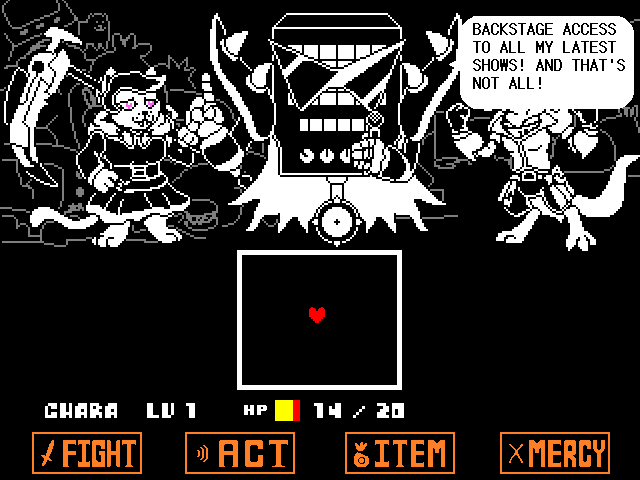 BACKSTAGE ACCESS
TO ALL MY LATEST
SHOWS! AND THAT'S
NOT ALL!
CHARA LV 1 HP 14 / 20
FIGHT ACT ITEM MERCY